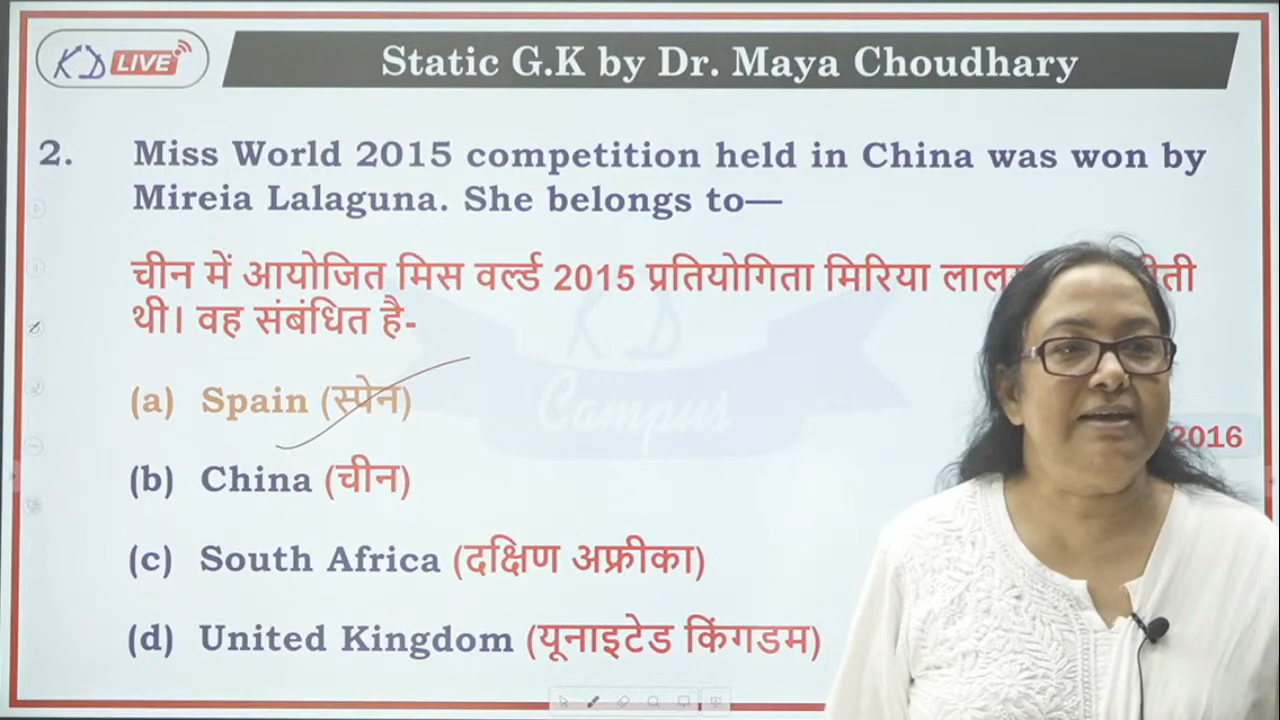 KD LIVE
Static G.K by Dr. Maya Choudhary
2. Miss World 2015 competition held in China was won by
Mireia Lalaguna. She belongs to—
चीन में आयोजित मिस वर्ल्ड 2015 प्रतियोगिता मिरिया
थी। वह संबंधित है-
(a) Spain (स्पेन)
2016
(b) China (चीन)
(c) South Africa (दक्षिण अफ्रीका)
(d) United Kingdom (यूनाइटेड किंगडम)
KD
Campus